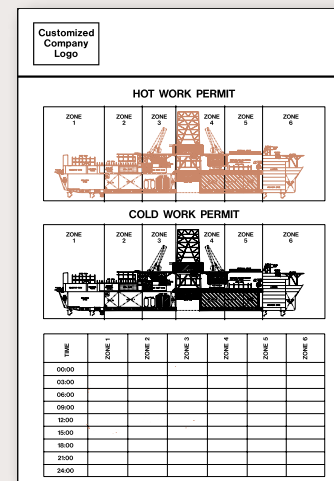 Customized
Company
Logo
HOT WORK PERMIT
ZONE 1 ZONE 2 ZONE 3 ZONE 4 ZONE 5 ZONE 6
COLD WORK PERMIT
ZONE 1 ZONE 2 ZONE 3 ZONE 4 ZONE 5 ZONE 6
TIME ZONE 1 ZONE 2 ZONE 3 ZONE 4 ZONE 5 ZONE 6
00:00
03:00
06:00
09:00
12:00
15:00
18:00
21:00
24:00